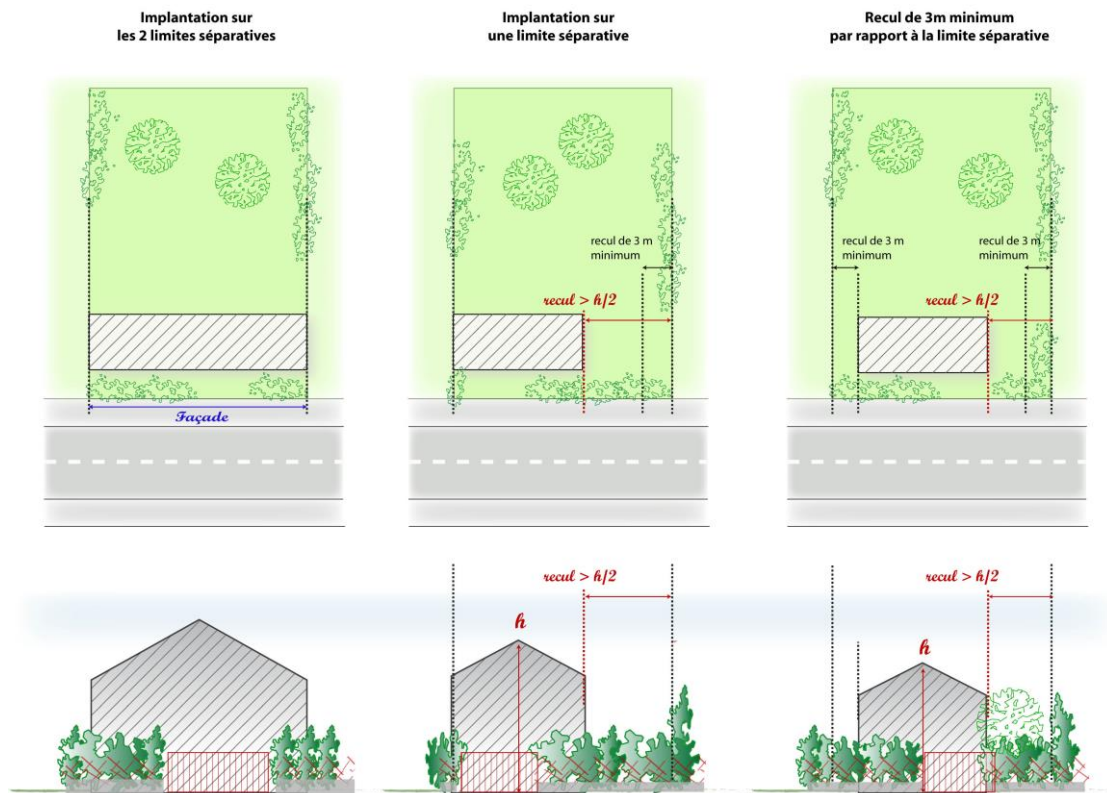 Implantation sur
les 2 limites séparatives
Implantation sur
une limite séparative
Recul de 3m minimum
par rapport à la limite séparative
recul de 3 m
minimum
recul > h/2
recul de 3 m
minimum
recul de 3 m
minimum
recul > h/2
Façade
recul > h/2
h
recul > h/2
h